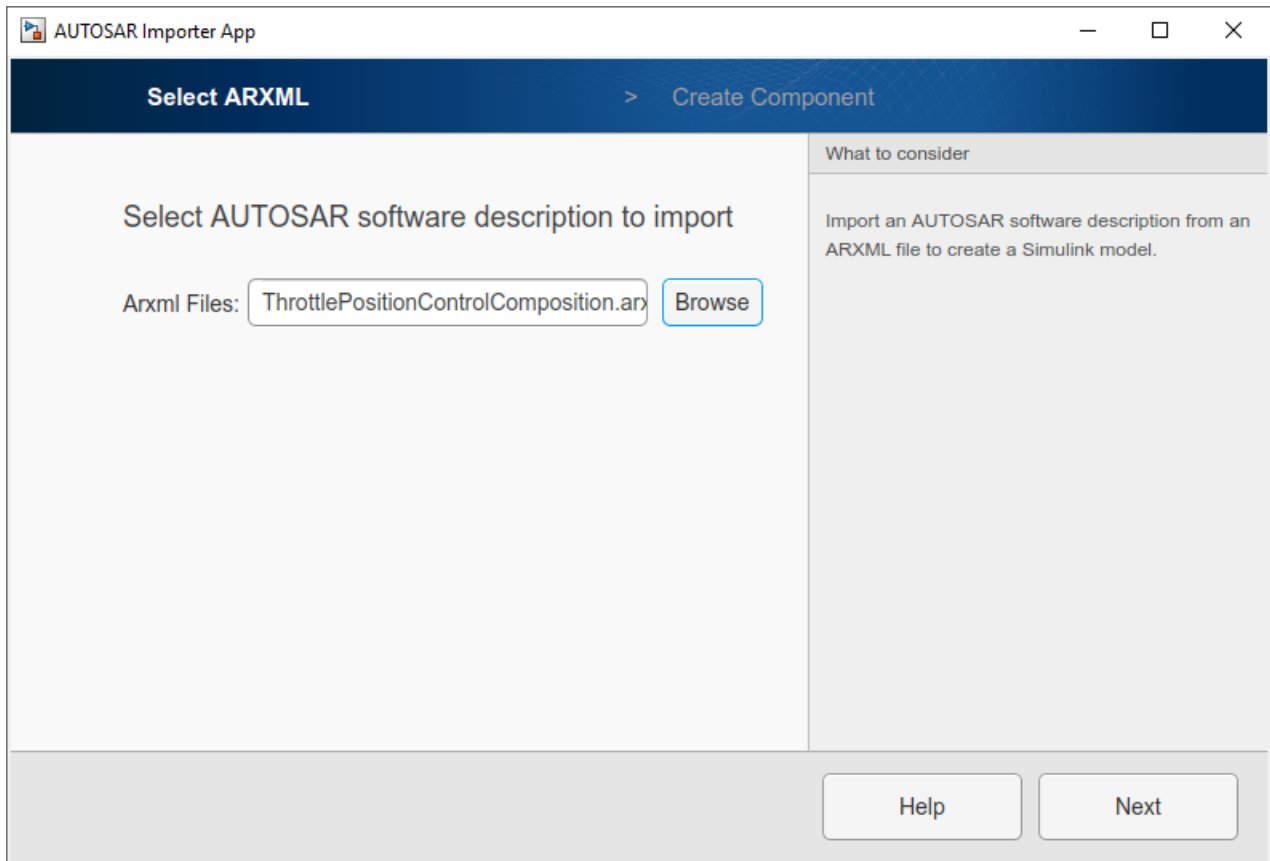 AUTOSAR Importer App
Select ARXML > Create Component
What to consider
Select AUTOSAR software description to import
Import an AUTOSAR software description from an
ARXML file to create a Simulink model.
Arxml Files: ThrottlePositionControlComposition.arx Browse
Help Next